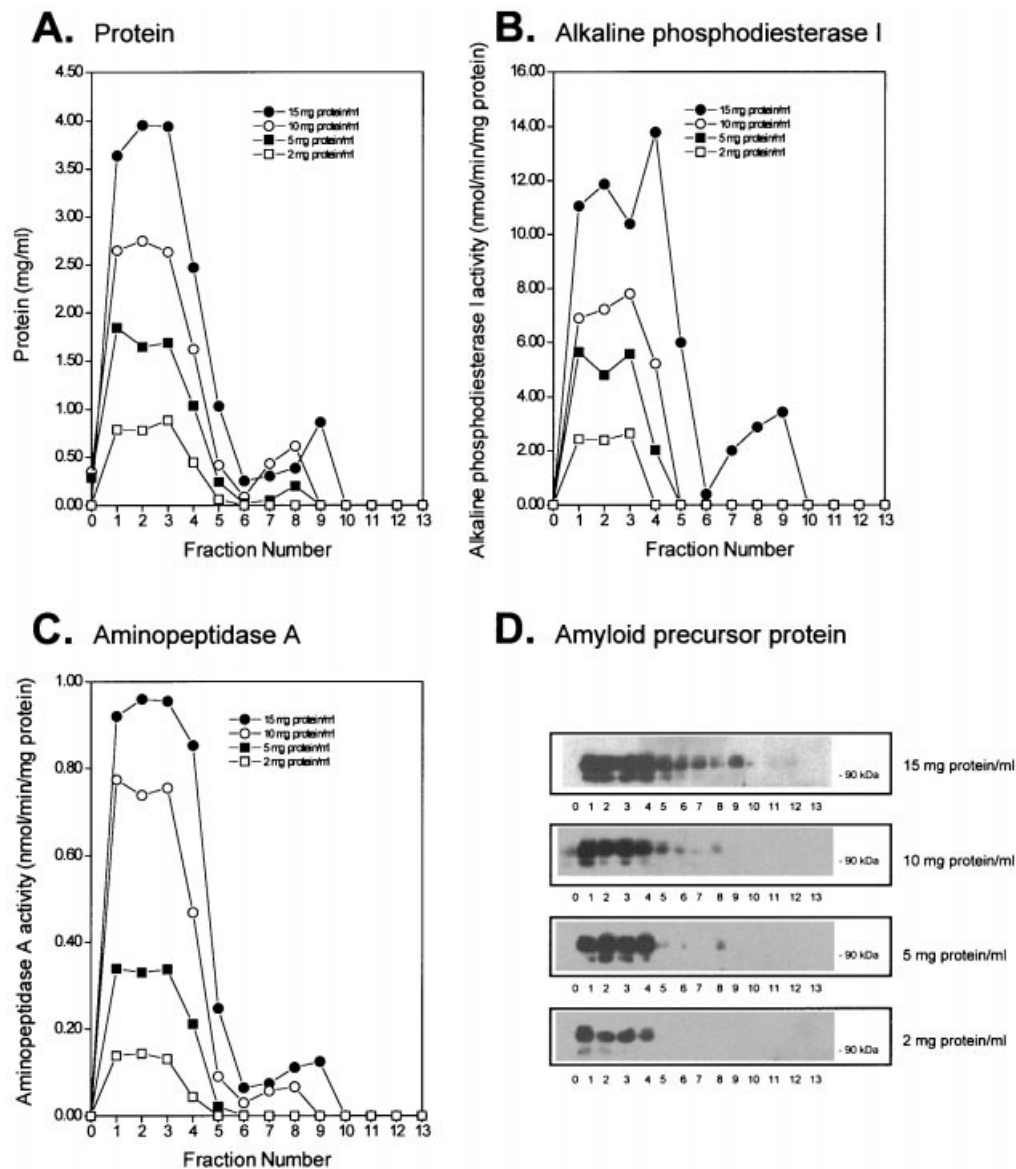 A. Protein
4.50
4.00
3.50
3.00
2.50
2.00
1.50
1.00
0.50
0.00
Protein (mg/ml)
15 mg protein/ml
10 mg protein/ml
5 mg protein/ml
2 mg protein/ml
0 1 2 3 4 5 6 7 8 9 10 11 12 13
Fraction Number
B. Alkaline phosphodiesterase I
16.00
14.00
12.00
10.00
8.00
6.00
4.00
2.00
0.00
Alkaline phosphodiesterase I activity (nmol/min/mg protein)
15 mg protein/ml
10 mg protein/ml
5 mg protein/ml
2 mg protein/ml
0 1 2 3 4 5 6 7 8 9 10 11 12 13
Fraction Number
C. Aminopeptidase A
1.00
0.80
0.60
0.40
0.20
0.00
Aminopeptidase A activity (nmol/min/mg protein)
15 mg protein/ml
10 mg protein/ml
5 mg protein/ml
2 mg protein/ml
0 1 2 3 4 5 6 7 8 9 10 11 12 13
Fraction Number
D. Amyloid precursor protein
- 90 kDa
15 mg protein/ml
0 1 2 3 4 5 6 7 8 9 10 11 12 13
- 90 kDa
10 mg protein/ml
0 1 2 3 4 5 6 7 8 9 10 11 12 13
- 90 kDa
5 mg protein/ml
0 1 2 3 4 5 6 7 8 9 10 11 12 13
- 90 kDa
2 mg protein/ml
0 1 2 3 4 5 6 7 8 9 10 11 12 13